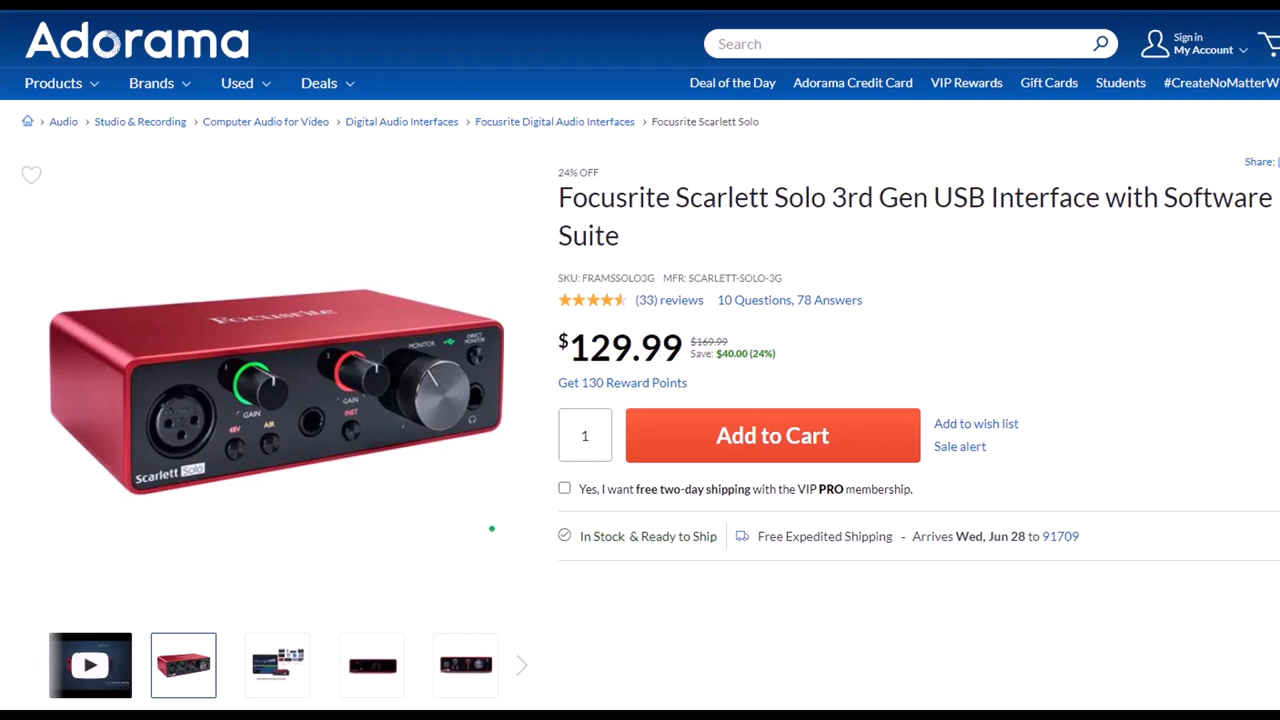 Adorama
Search
Sign in
My Account
Products
Brands
Used
Deals
Deal of the Day
Adorama Credit Card
VIP Rewards
Gift Cards
Students
#CreateNoMatterW
Audio
Studio & Recording
Computer Audio for Video
Digital Audio Interfaces
Focusrite Digital Audio Interfaces
Focusrite Scarlett Solo
Share:
24% OFF
Focusrite Scarlett Solo 3rd Gen USB Interface with Software
Suite
SKU: FRAMSSOLO3G MFR: SCARLETT-SOLO-3G
(33) reviews 10 Questions, 78 Answers
$129.99 $169.99
Save: $40.00 (24%)
Get 130 Reward Points
1
Add to Cart
Add to wish list
Sale alert
Yes, I want free two-day shipping with the VIP PRO membership.
In Stock & Ready to Ship
Free Expedited Shipping - Arrives Wed, Jun 28 to 91709
Focusrite
MONITOR
DIRECT
MONITOR
1
2
GAIN
GAIN
48V
AIR
INST
Scarlett Solo